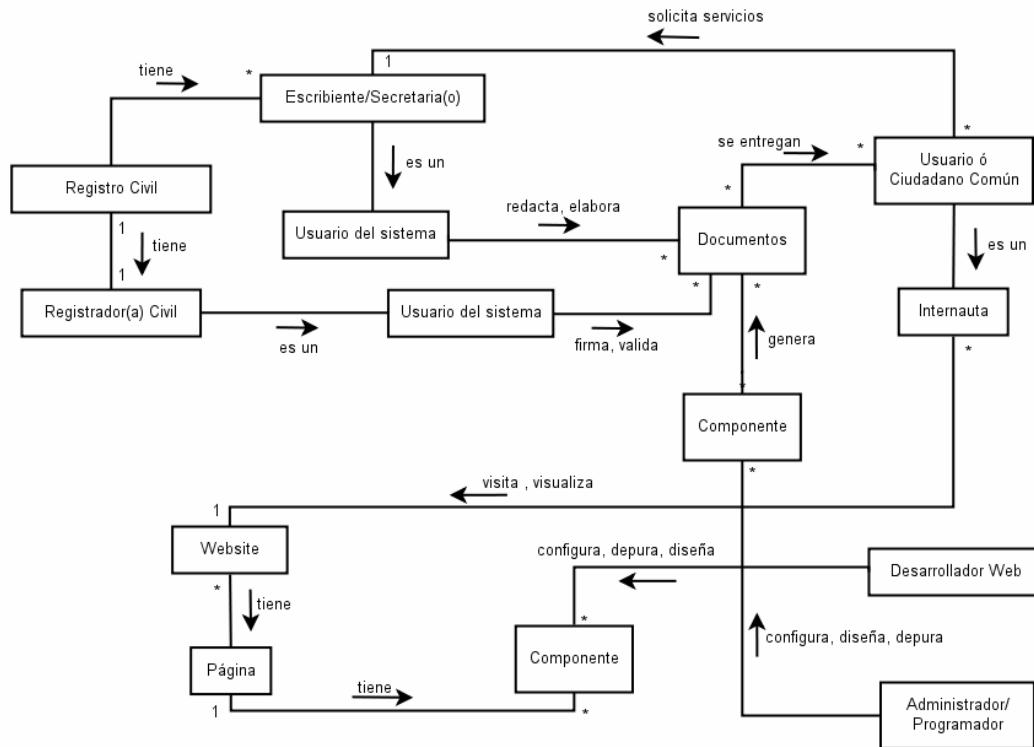 solicita servicios
1
tiene
*
Escribiente/Secretaria(o)
*
se entregan
*
Usuario ó
Ciudadano Común
es un
Registro Civil
*
redacta, elabora
1
Usuario del sistema
Documentos
tiene
*
es un
1
*
*
Registrador(a) Civil
Usuario del sistema
Internauta
es un
firma, valida
genera
*
*
Componente
*
visita , visualiza
1
Website
configura, depura, diseña
Desarrollador Web
*
tiene
*
configura, diseña, depura
Página
Componente
tiene
1
*
Administrador/
Programador